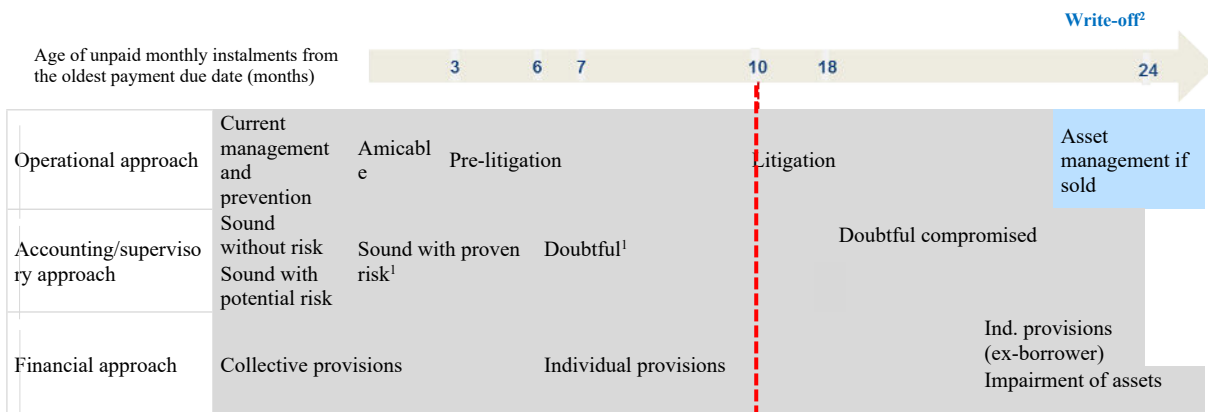 Write-off²
Age of unpaid monthly instalments from
the oldest payment due date (months)
3 6 7 10 18 24
Operational approach
Current
management
and
prevention
Amicabl
e
Pre-litigation
Litigation
Asset
management if
sold
Accounting/superviso
ry approach
Sound
without risk
Sound with
potential risk
Sound with proven
risk¹
Doubtful¹
Doubtful compromised
Financial approach
Collective provisions
Individual provisions
Ind. provisions
(ex-borrower)
Impairment of assets